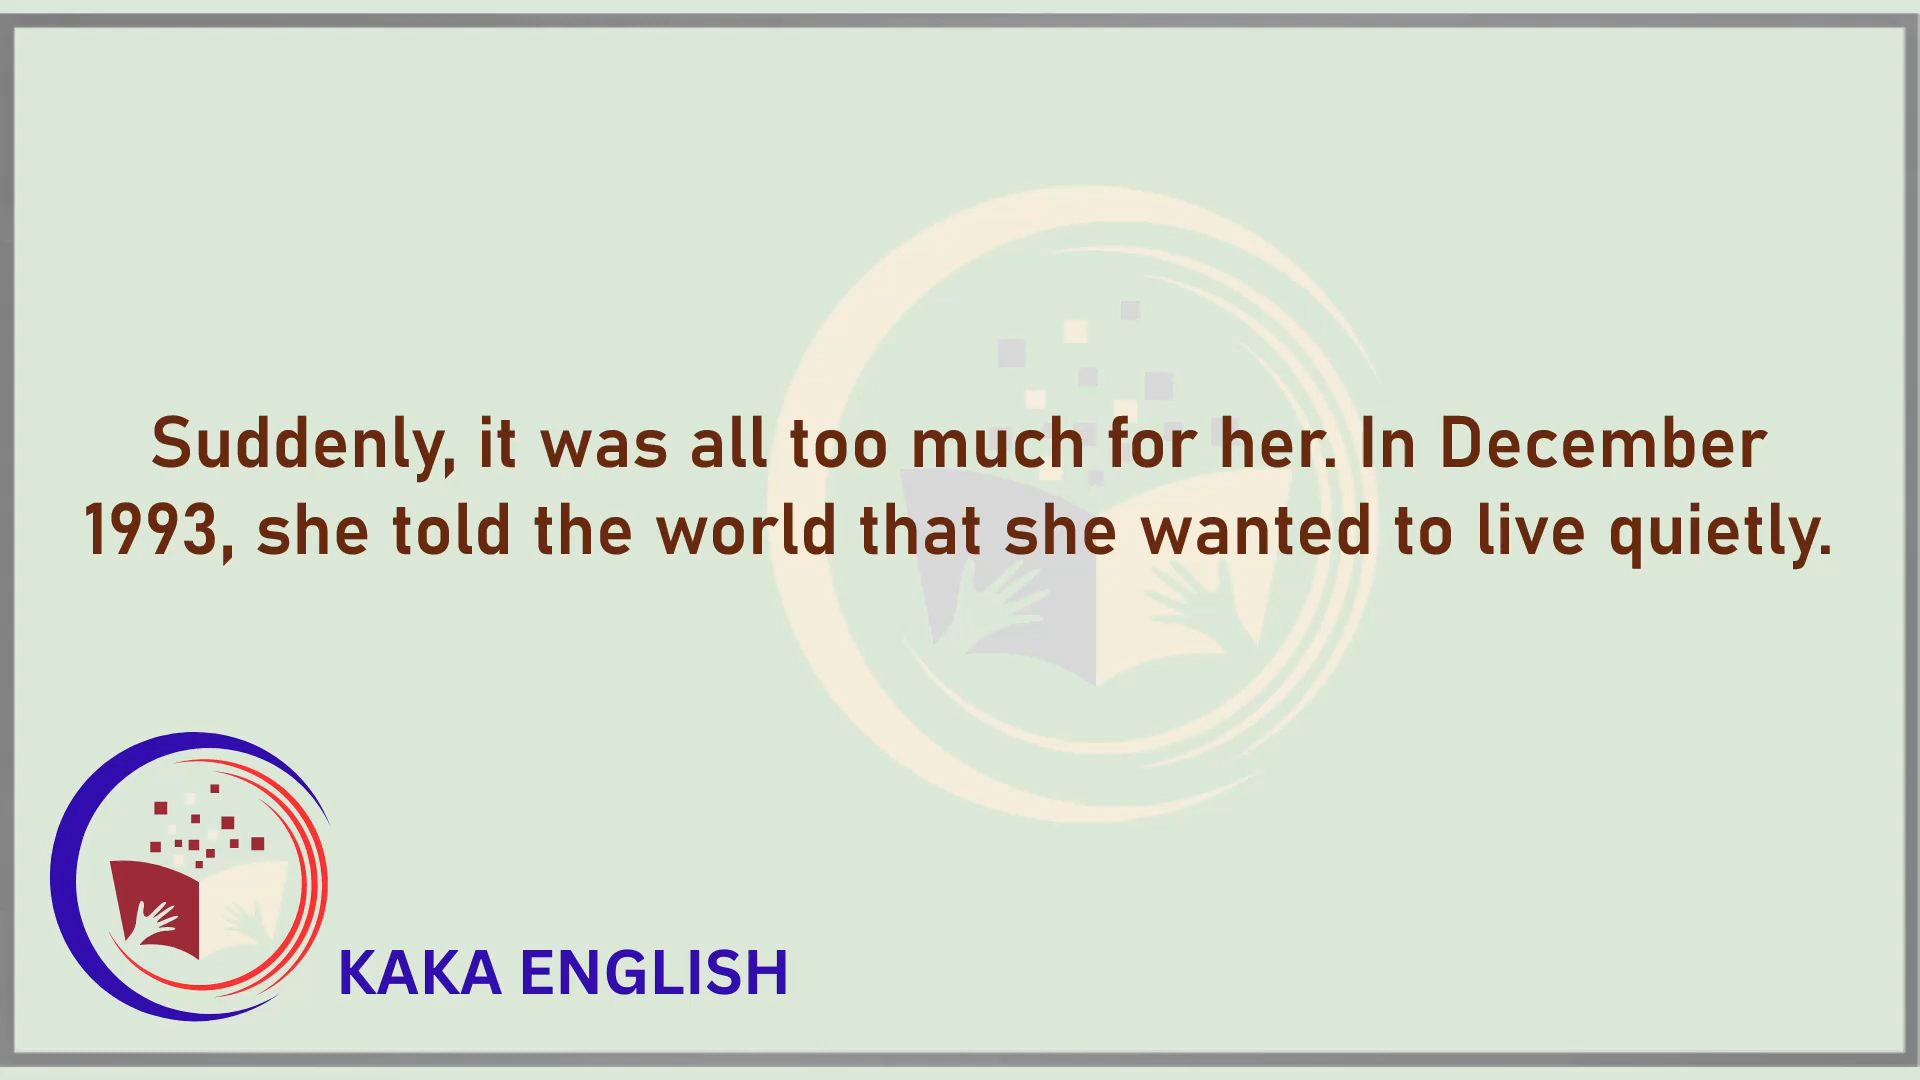 Suddenly, it was all too much for her. In December
1993, she told the world that she wanted to live quietly.
KAKA ENGLISH